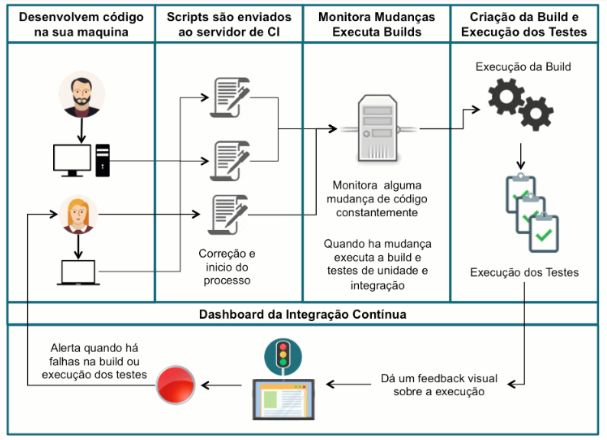 Desenvolvem código
na sua maquina
Scripts são enviados
ao servidor de CI
Monitora Mudanças
Executa Builds
Criação da Build e
Execução dos Testes
Correção e
inicio do
processo
Monitora alguma
mudança de código
constantemente
Quando ha mudança
executa a build e
testes de unidade e
integração
Execução da Build
Execução dos Testes
Dashboard da Integração Contínua
Alerta quando há
falhas na build ou
execução dos testes
Dá um feedback visual
sobre a execução